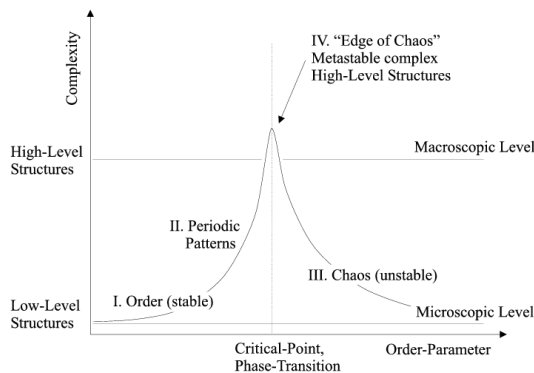 Complexity
IV. “Edge of Chaos”
Metastable complex
High-Level Structures
High-Level
Structures
Macroscopic Level
II. Periodic
Patterns
III. Chaos (unstable)
I. Order (stable)
Low-Level
Structures
Microscopic Level
Critical-Point,
Phase-Transition
Order-Parameter